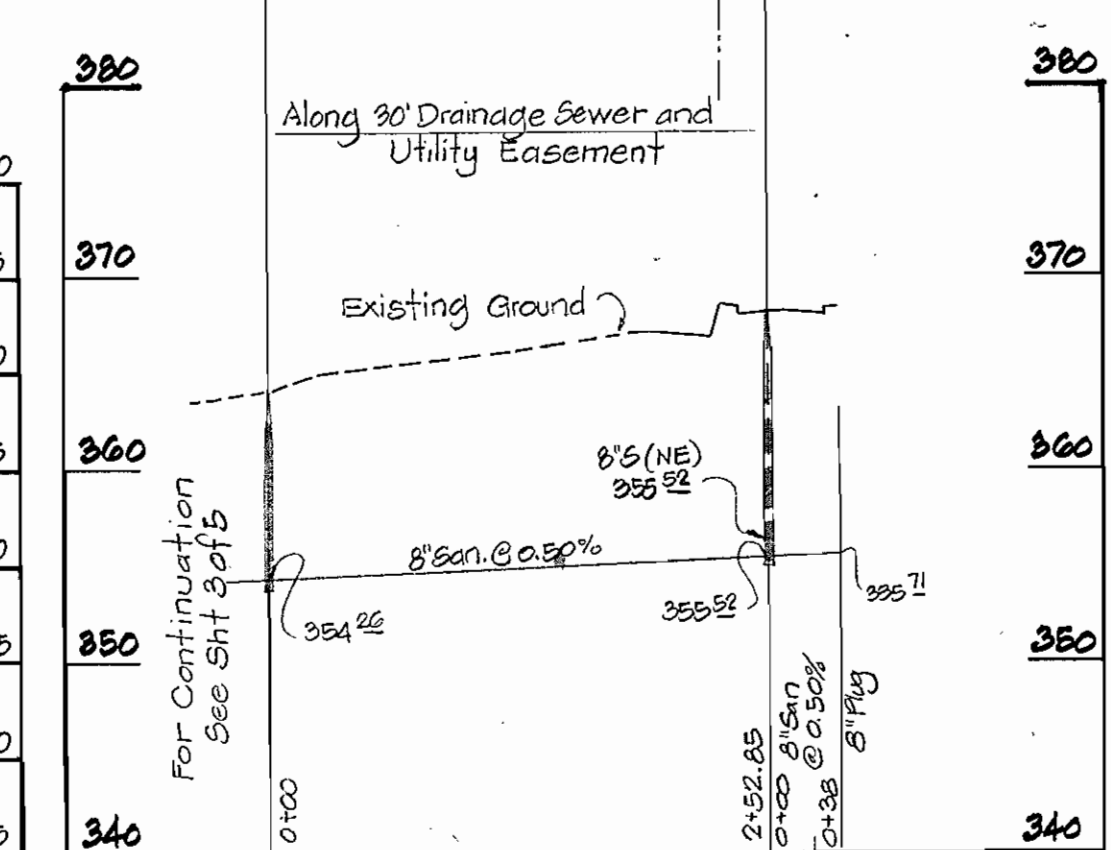 380
380
Along 30' Drainage Sewer and
Utility Easement
370
370
Existing Ground
360
360
8"S (NE)
355 52
For Continuation
See Sht 3 of 5
8" San. @ 0.50%
354 26
355 52
335 71
350
350
0+00
2+52.85
0+00 8" San
@ 0.50%
0+38
8" Plug
340
340